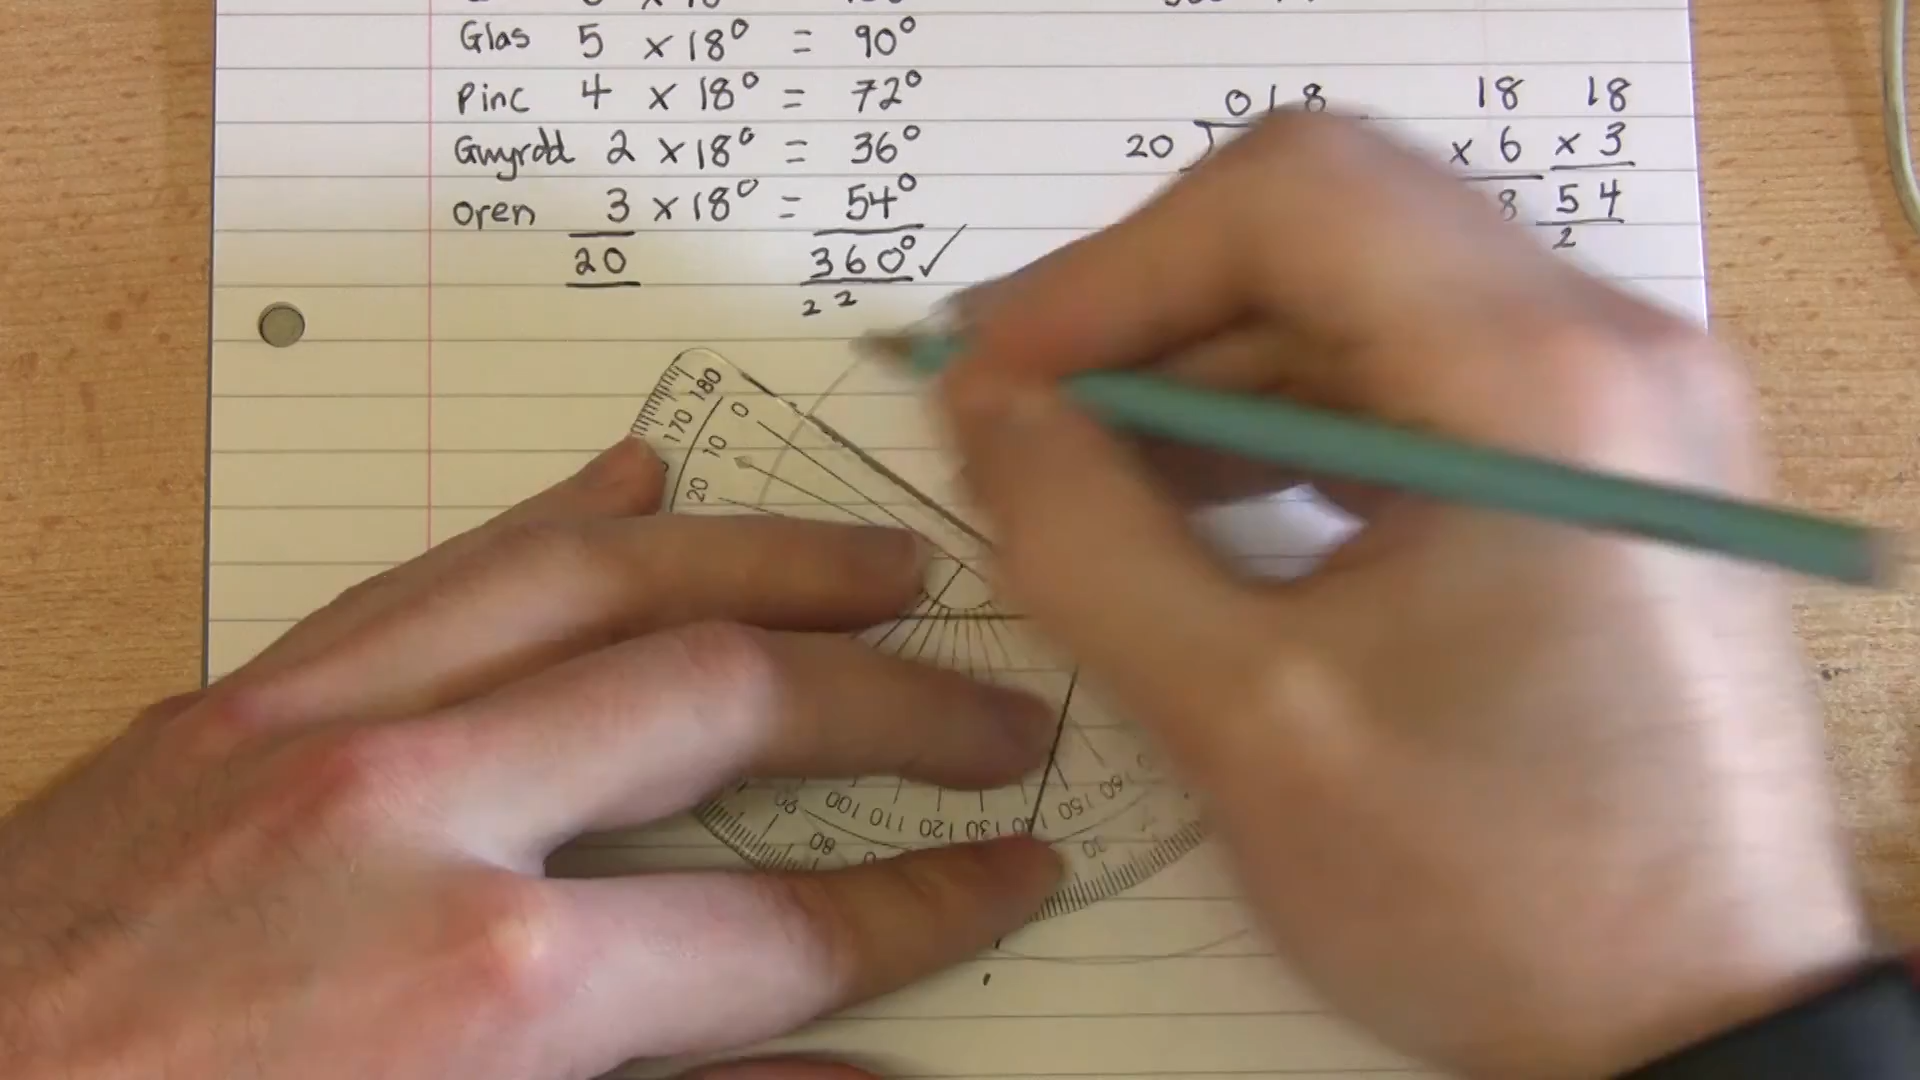 Glas 5 x 18° = 90°
Pinc 4 x 18° = 72°
Gwyrdd 2 x 18° = 36°
oren 3 x 18° = 54°
20 360° ✓
2 2
018
20
18
x 6
8
18
x 3
54
2
180
170
0
10
20
90 100 110 120 130 140 150
80
30